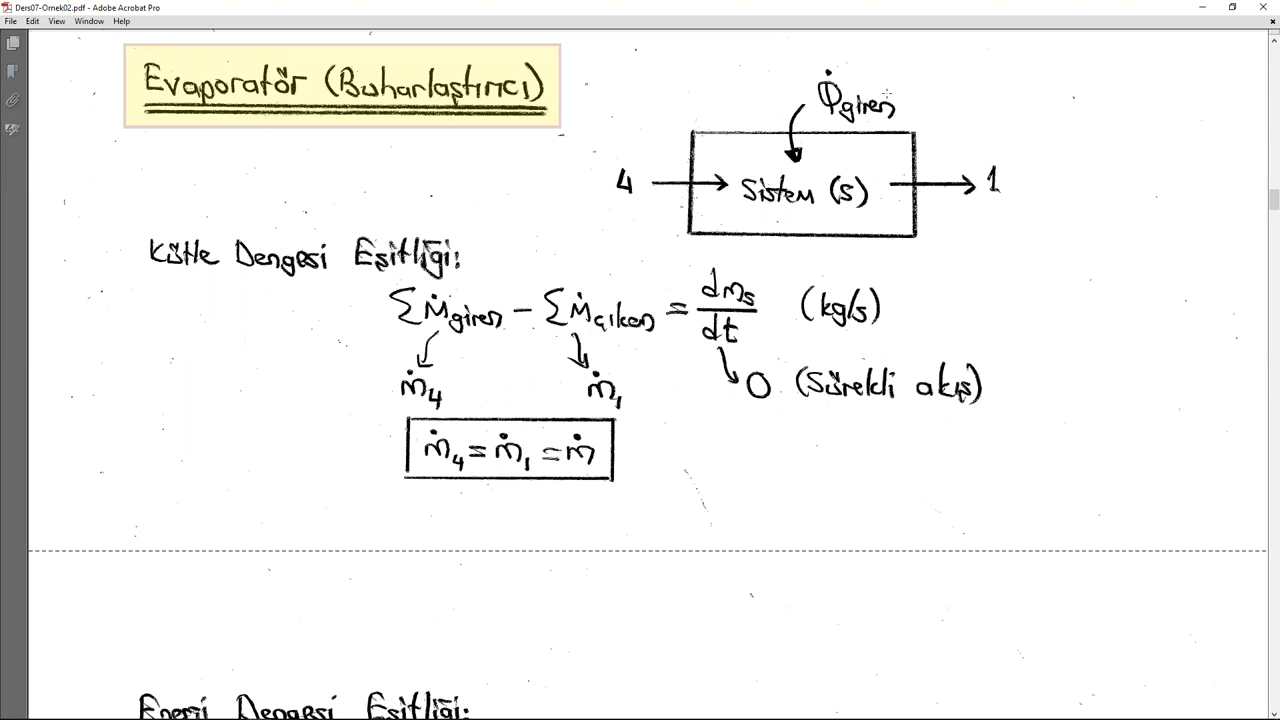 Ders07-Ornek02.pdf - Adobe Acrobat Pro
File Edit View Window Help
Evaporatör (Buharlaştırıcı)
Q̇giren
4 Sistem (s) 1
Kütle Dengesi Eşitliği:
∑ṁgiren − ∑ṁçıkan = dms/dt (kg/s)
ṁ4 ṁ1 0 (Sürekli akış)
ṁ4 = ṁ1 = ṁ
Enerji Dengesi Eşitliği: